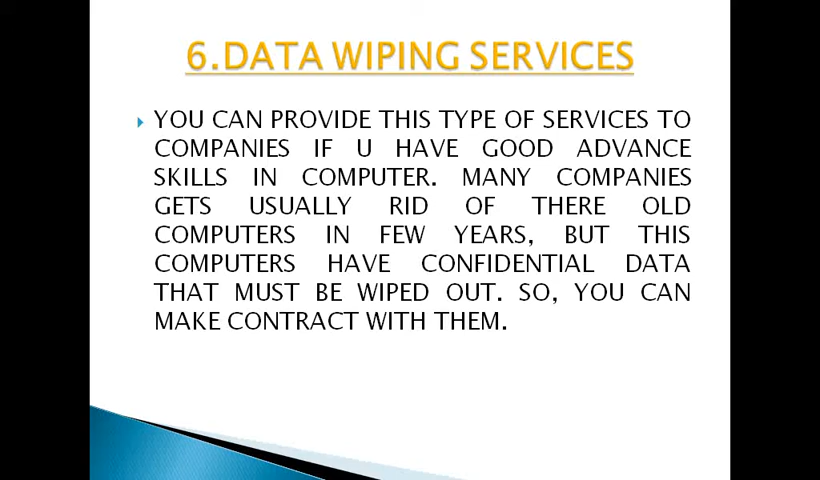 6.DATA WIPING SERVICES
YOU CAN PROVIDE THIS TYPE OF SERVICES TO
COMPANIES IF U HAVE GOOD ADVANCE
SKILLS IN COMPUTER. MANY COMPANIES
GETS USUALLY RID OF THERE OLD
COMPUTERS IN FEW YEARS, BUT THIS
COMPUTERS HAVE CONFIDENTIAL DATA
THAT MUST BE WIPED OUT. SO, YOU CAN
MAKE CONTRACT WITH THEM.